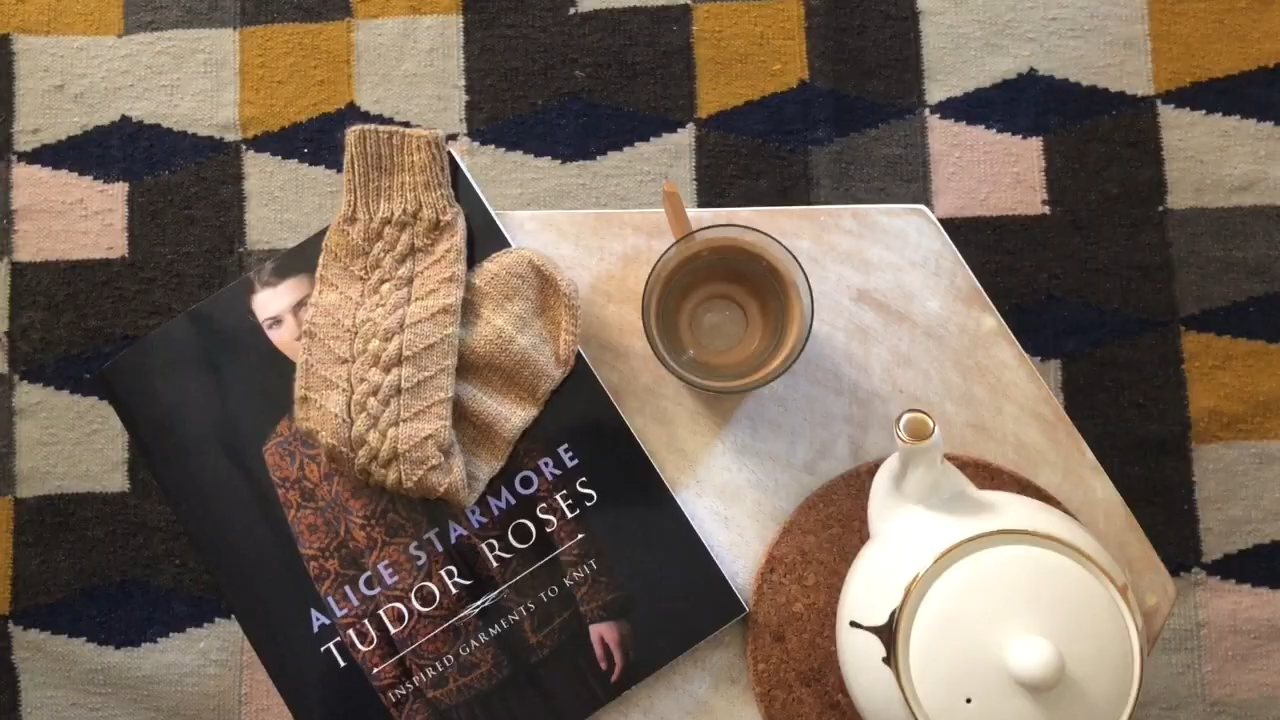 ALICE STARMORE
TUDOR ROSES
INSPIRED GARMENTS TO KNIT